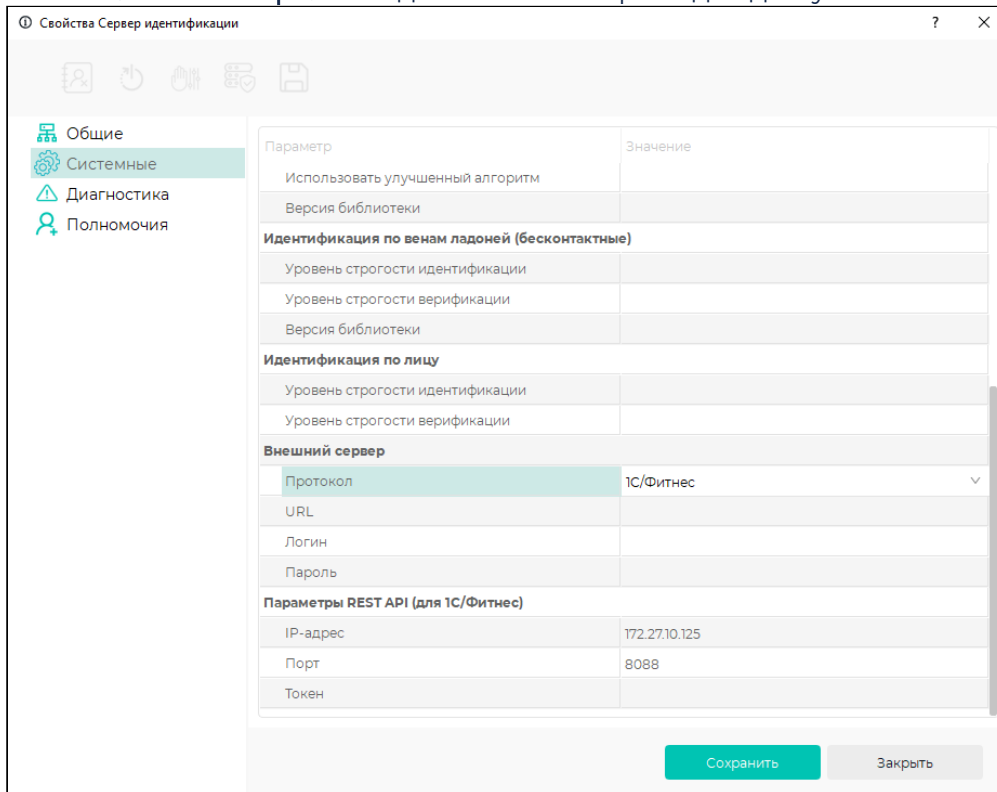 Свойства Сервер идентификации
?
Общие
Системные
Диагностика
Полномочия
Параметр Значение
Использовать улучшенный алгоритм
Версия библиотеки
Идентификация по венам ладоней (бесконтактные)
Уровень строгости идентификации
Уровень строгости верификации
Версия библиотеки
Идентификация по лицу
Уровень строгости идентификации
Уровень строгости верификации
Внешний сервер
Протокол 1С/Фитнес
URL
Логин
Пароль
Параметры REST API (для 1С/Фитнес)
IP-адрес 172.27.10.125
Порт 8088
Токен
Сохранить Закрыть